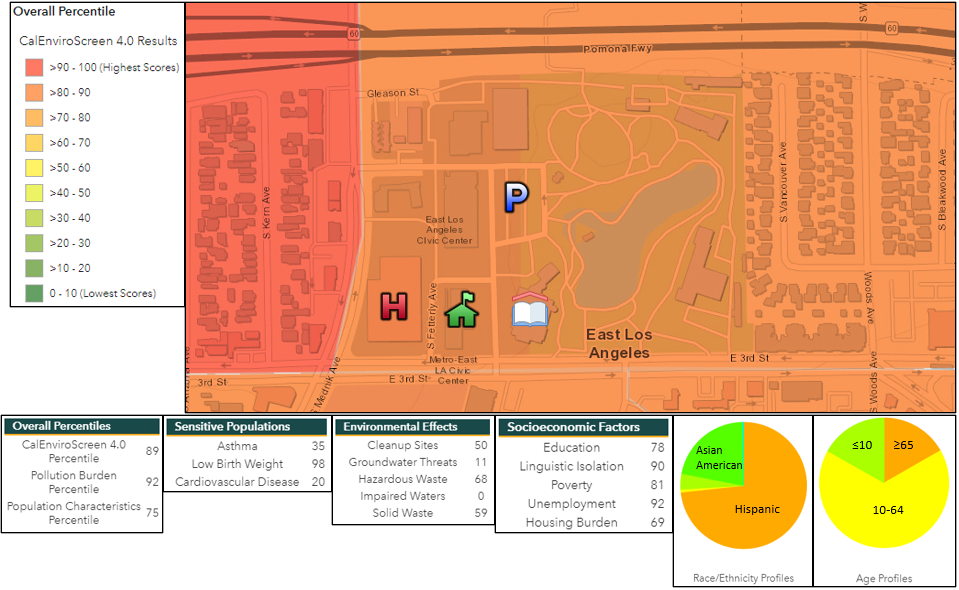 Overall Percentile
CalEnviroScreen 4.0 Results
>90 - 100 (Highest Scores)
>80 - 90
>70 - 80
>60 - 70
>50 - 60
>40 - 50
>30 - 40
>20 - 30
>10 - 20
0 - 10 (Lowest Scores)
60
60
S W
Pomona Fwy
Gleason St
S Kern Ave
S Vancouver Ave
S Bleakwood Ave
P
East Los
Angeles
Civic Center
H
S Fetterly Ave
Woods Ave
East Los
Angeles
E 3rd St
Metro-East
LA Civic
Center
3rd St
E 3rd St
S Mednik Ave
S Woods Ave
Overall Percentiles
CalEnviroScreen 4.0
Percentile 89
Pollution Burden
Percentile 92
Population Characteristics
Percentile 75
Sensitive Populations
Asthma 35
Low Birth Weight 98
Cardiovascular Disease 20
Environmental Effects
Cleanup Sites 50
Groundwater Threats 11
Hazardous Waste 68
Impaired Waters 0
Solid Waste 59
Socioeconomic Factors
Education 78
Linguistic Isolation 90
Poverty 81
Unemployment 92
Housing Burden 69
Asian
American
Hispanic
Race/Ethnicity Profiles
≤10
≥65
10-64
Age Profiles